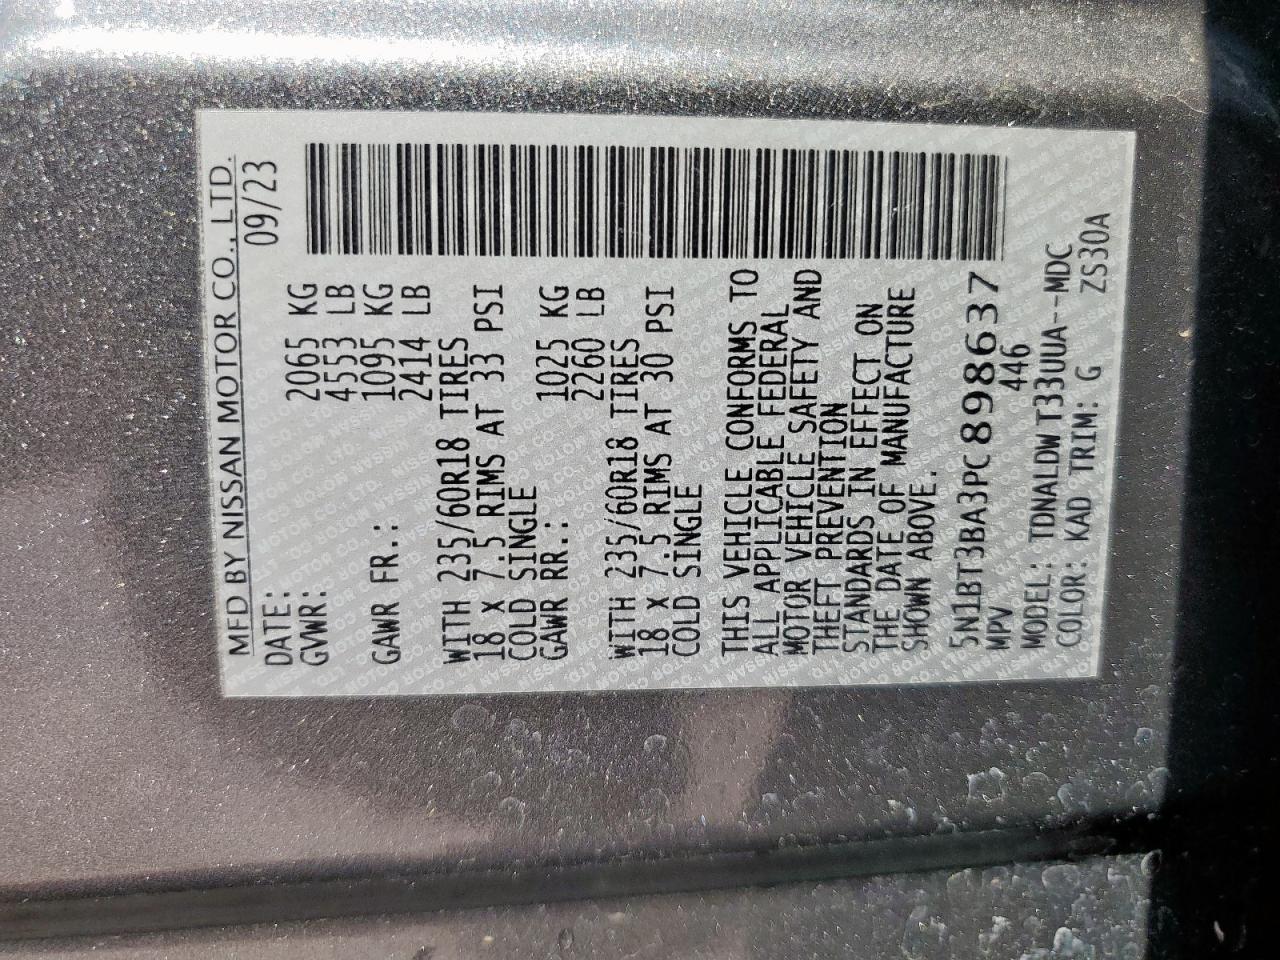 MFD BY NISSAN MOTOR CO., LTD.
DATE: 09/23
GVWR: 2065 KG
4553 LB
GAWR FR.: 1095 KG
2414 LB
WITH 235/60R18 TIRES
18 x 7.5 RIMS AT 33 PSI
COLD SINGLE
GAWR RR.: 1025 KG
2260 LB
WITH 235/60R18 TIRES
18 x 7.5 RIMS AT 30 PSI
COLD SINGLE
THIS VEHICLE CONFORMS TO
ALL APPLICABLE FEDERAL
MOTOR VEHICLE SAFETY AND
THEFT PREVENTION
STANDARDS IN EFFECT ON
THE DATE OF MANUFACTURE
SHOWN ABOVE.
5N1BT3BA3PC898637
MPV 446
MODEL: TDNALDW T33UUA--MDC
COLOR: KAD TRIM: G ZS30A